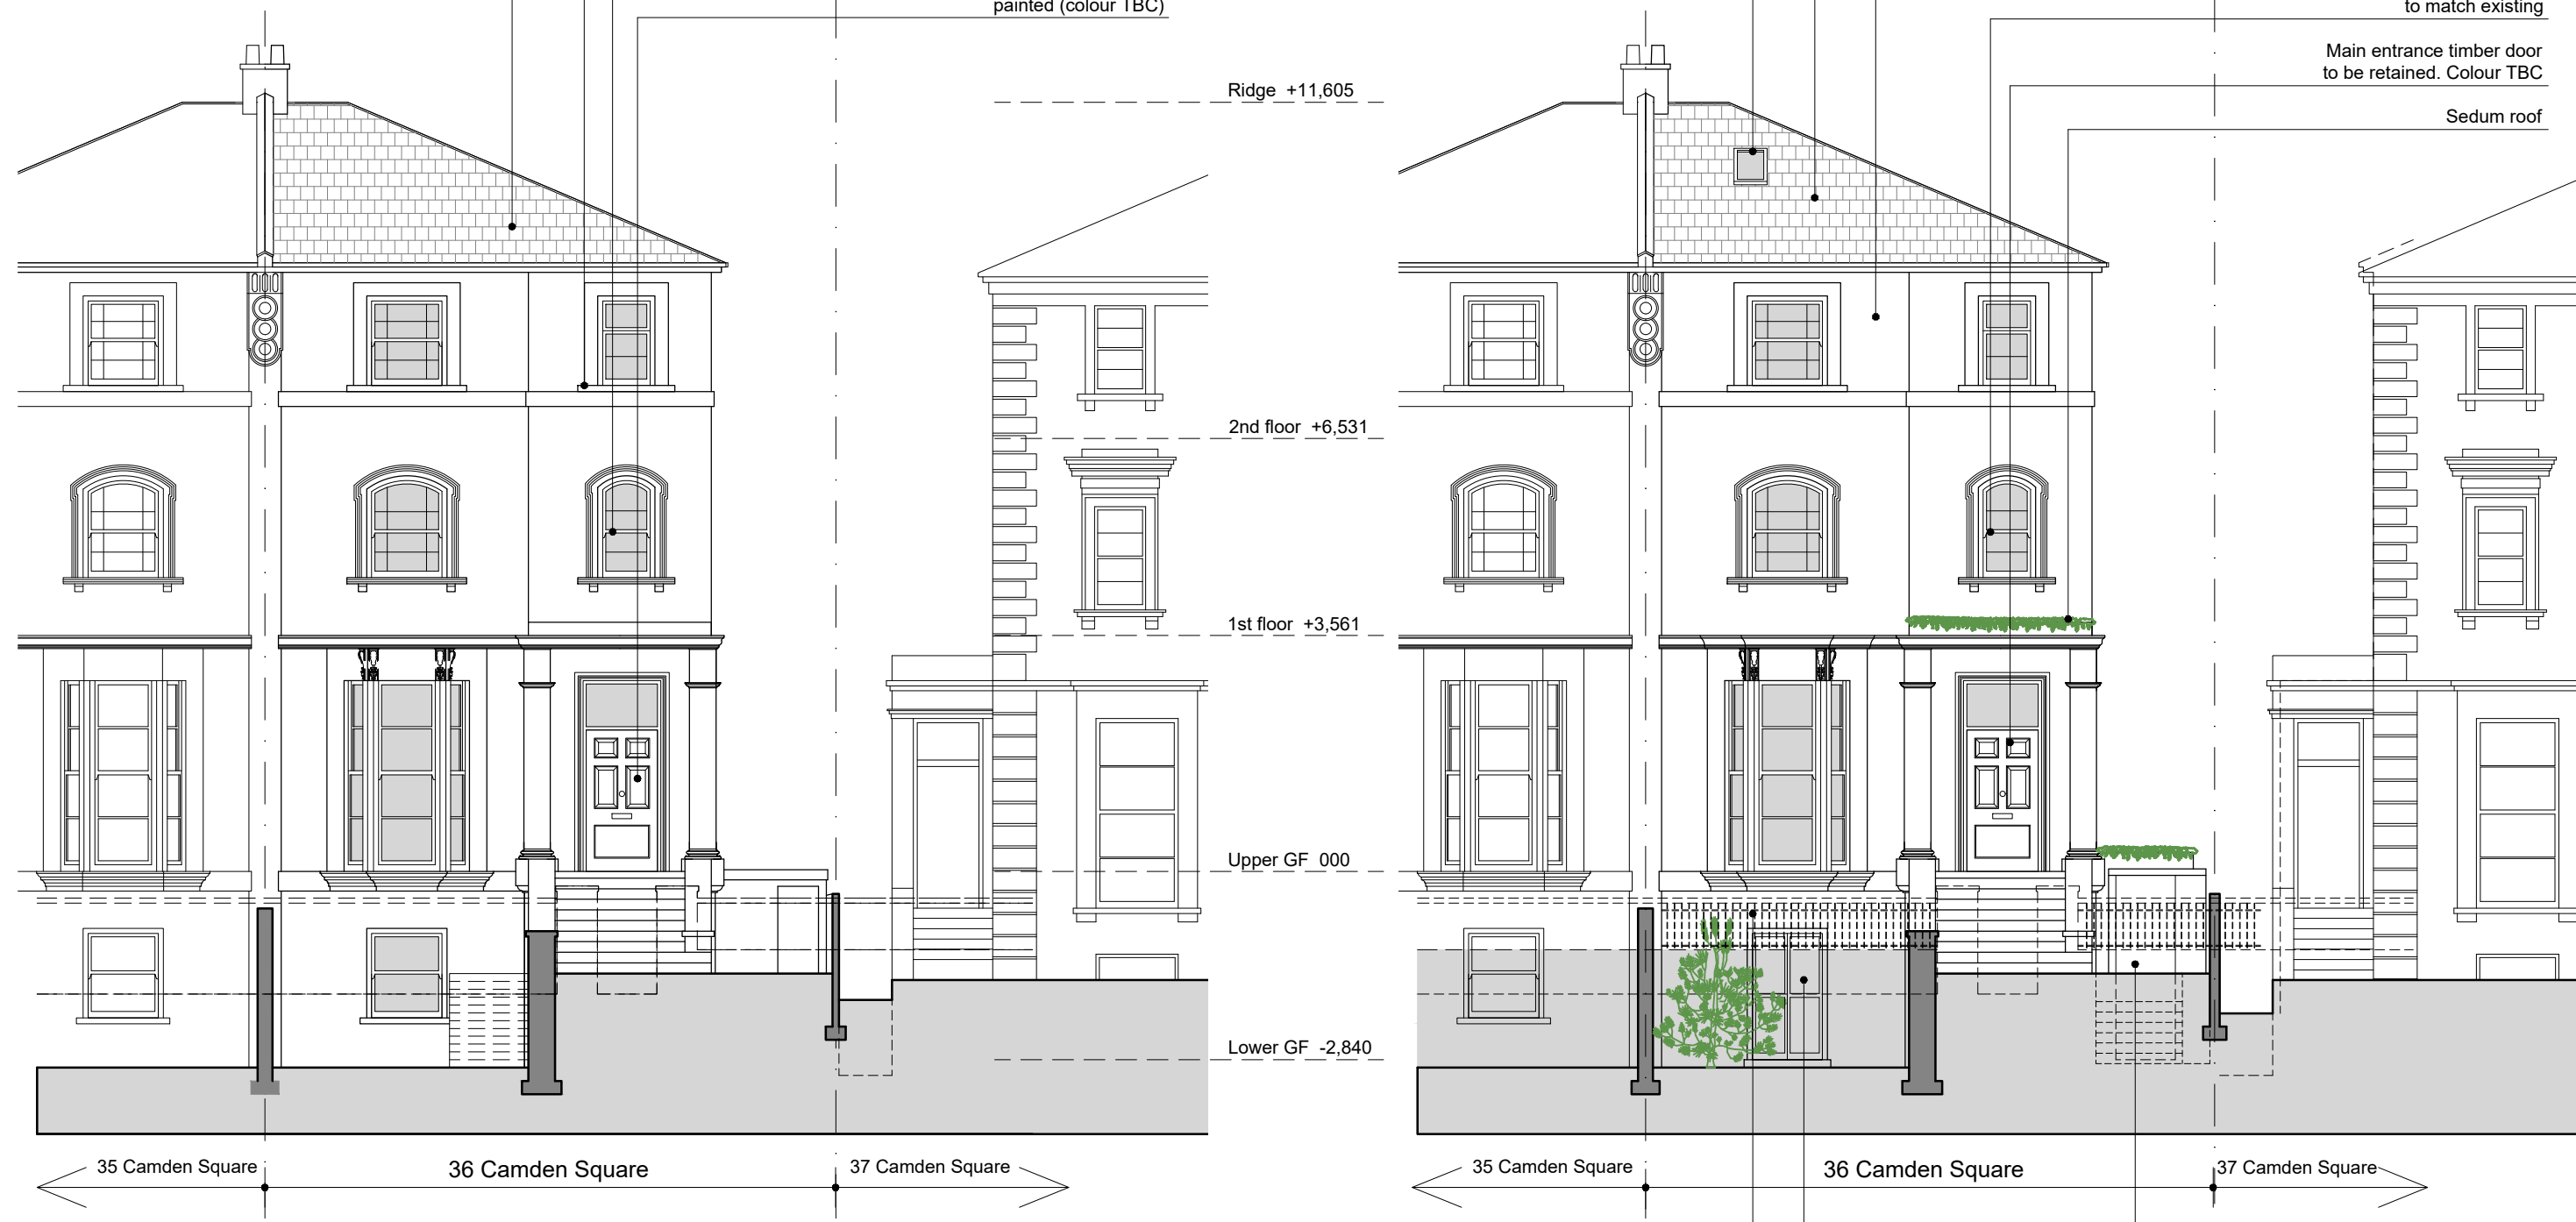 painted (colour TBC)
to match existing
Main entrance timber door
to be retained. Colour TBC
Sedum roof
Ridge +11,605
2nd floor +6,531
1st floor +3,561
Upper GF 000
Lower GF -2,840
35 Camden Square
36 Camden Square
37 Camden Square
35 Camden Square
36 Camden Square
37 Camden Square